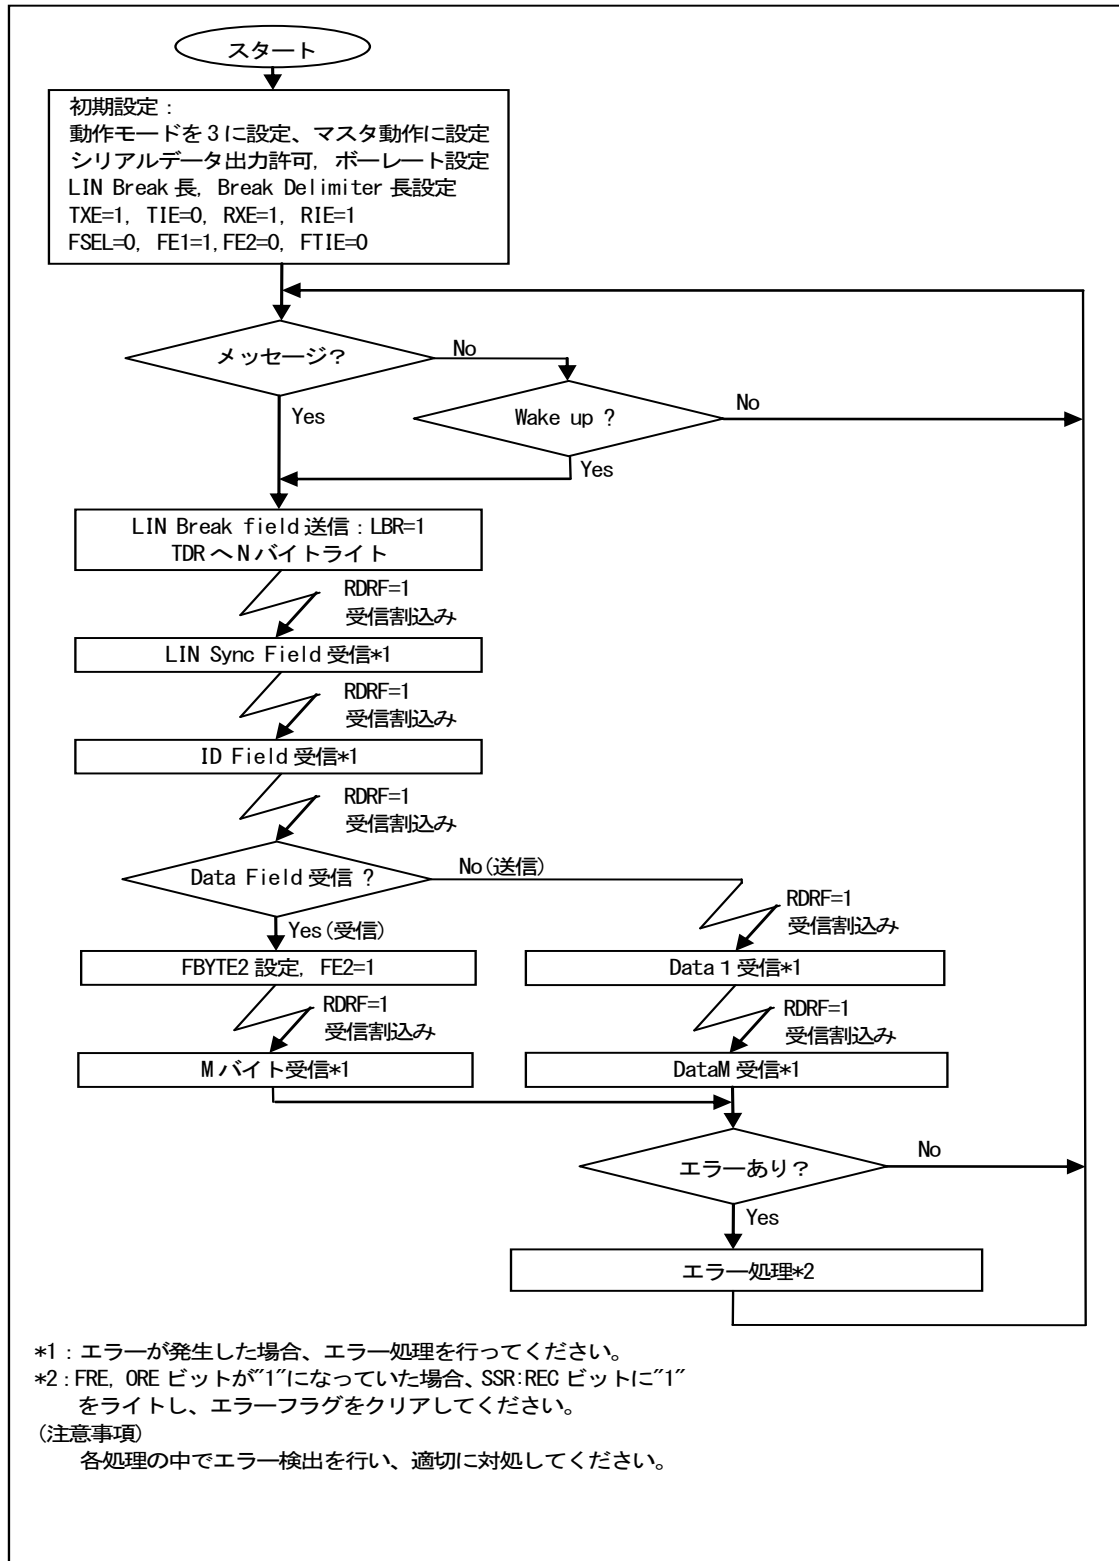 スタート
初期設定：
動作モードを3に設定、マスタ動作に設定
シリアルデータ出力許可, ボーレート設定
LIN Break 長, Break Delimiter 長設定
TXE=1, TIE=0, RXE=1, RIE=1
FSEL=0, FE1=1,FE2=0, FTIE=0
メッセージ？
No
Yes
Wake up ?
No
Yes
LIN Break field 送信：LBR=1
TDR へ N バイトライト
RDRF=1
受信割込み
LIN Sync Field 受信*1
RDRF=1
受信割込み
ID Field 受信*1
RDRF=1
受信割込み
Data Field 受信 ?
No(送信)
RDRF=1
受信割込み
Yes(受信)
FBYTE2 設定, FE2=1
Data 1 受信*1
RDRF=1
受信割込み
RDRF=1
受信割込み
M バイト受信*1
DataM 受信*1
エラーあり？
No
Yes
エラー処理*2
*1：エラーが発生した場合、エラー処理を行ってください。
*2：FRE, ORE ビットが"1"になっていた場合、SSR:REC ビットに"1"
をライトし、エラーフラグをクリアしてください。
(注意事項)
各処理の中でエラー検出を行い、適切に対処してください。